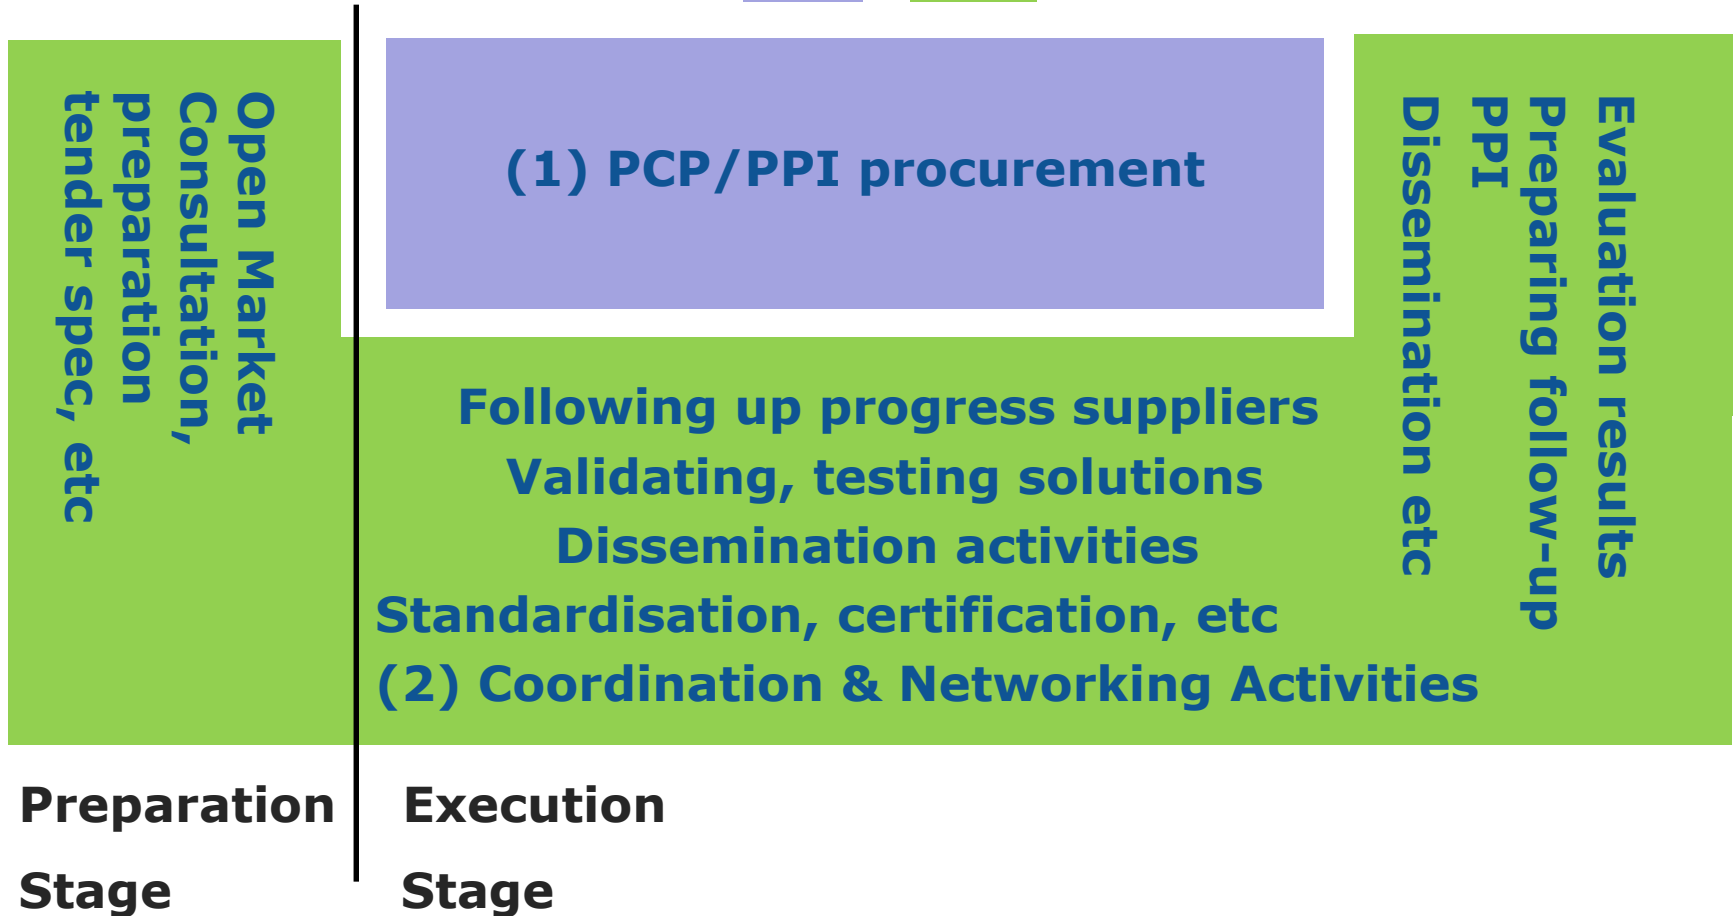 Open Market
Consultation,
preparation
tender spec, etc
(1) PCP/PPI procurement
Following up progress suppliers
Validating, testing solutions
Dissemination activities
Standardisation, certification, etc
(2) Coordination & Networking Activities
Evaluation results
Preparing follow-up
PPI
Dissemination etc
Preparation
Stage
Execution
Stage